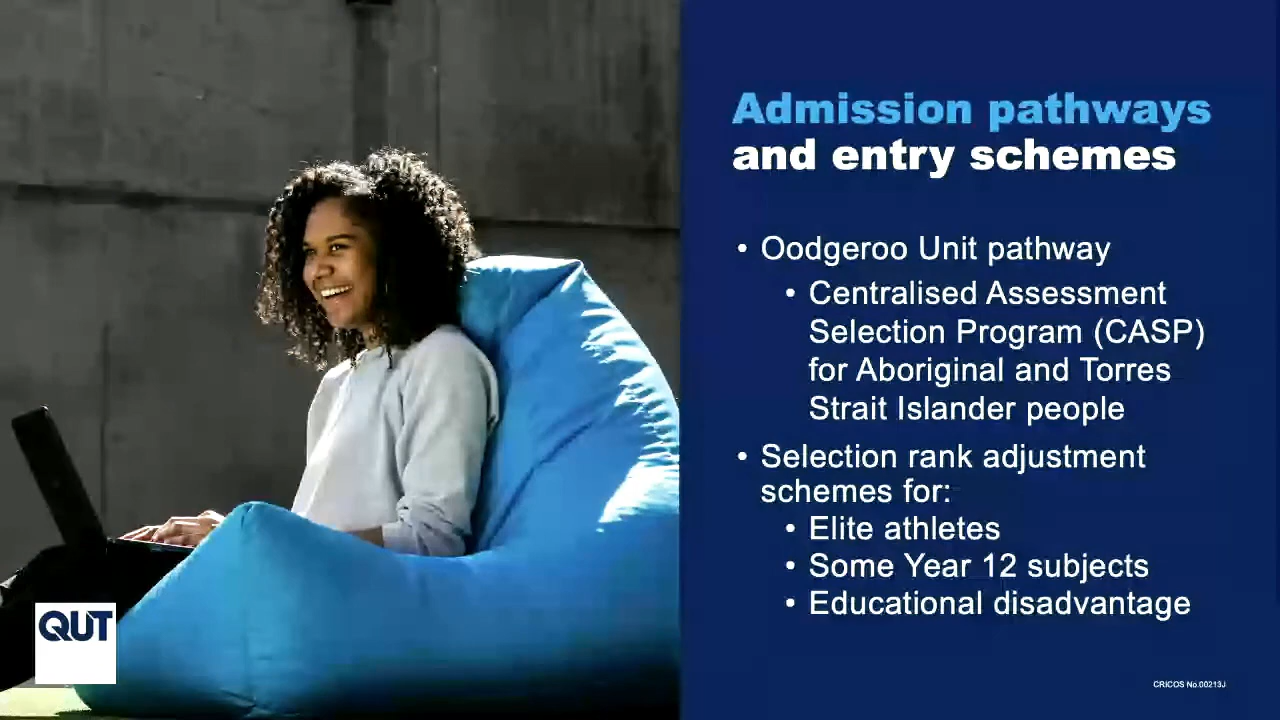 Admission pathways
and entry schemes
• Oodgeroo Unit pathway
• Centralised Assessment
Selection Program (CASP)
for Aboriginal and Torres
Strait Islander people
• Selection rank adjustment
schemes for:
• Elite athletes
• Some Year 12 subjects
• Educational disadvantage
QUT
CRICOS No.00213J